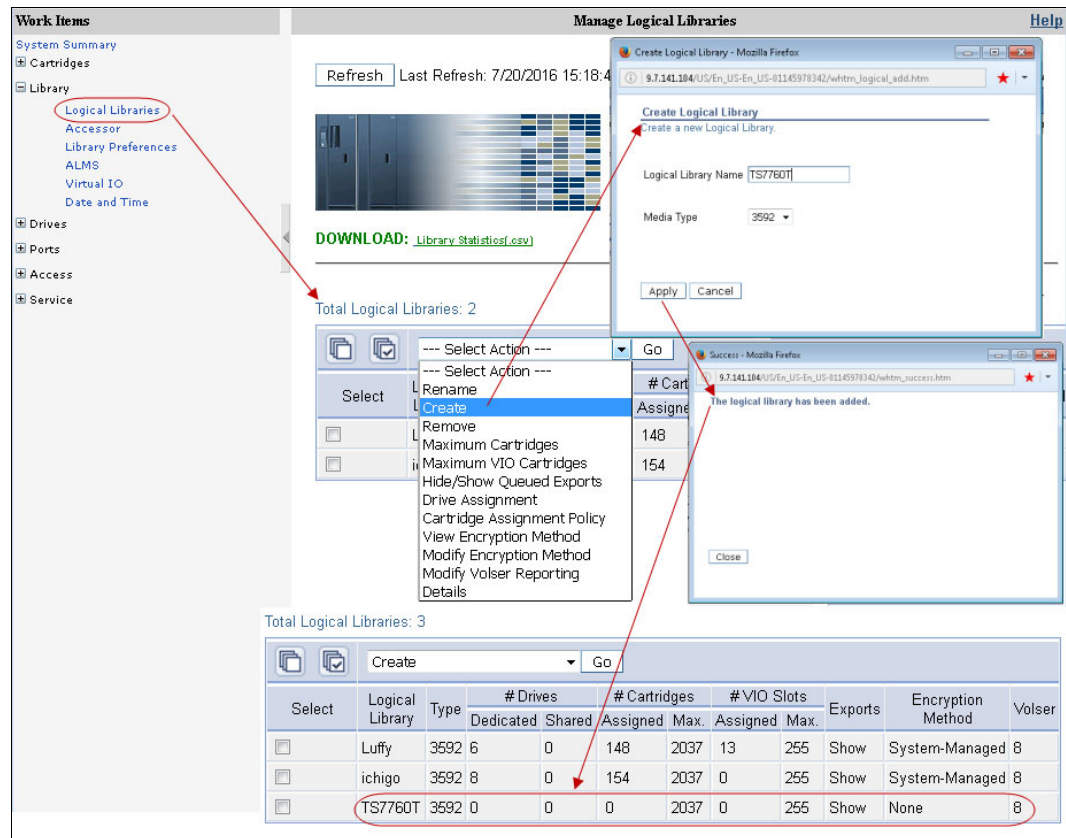 Work Items
Manage Logical Libraries
Help
System Summary
Cartridges
Library
Logical Libraries
Accessor
Library Preferences
ALMS
Virtual IO
Date and Time
Drives
Ports
Access
Service
Refresh Last Refresh: 7/20/2016 15:18:4
DOWNLOAD: Library Statistics(.csv)
Total Logical Libraries: 2
--- Select Action --- Go
--- Select Action ---
Rename
Create
Remove
Maximum Cartridges
Maximum VIO Cartridges
Hide/Show Queued Exports
Drive Assignment
Cartridge Assignment Policy
View Encryption Method
Modify Encryption Method
Modify Volser Reporting
Details
Select
# Cart
Assigne
148
154
Create Logical Library - Mozilla Firefox
9.7.141.104/US/En_US-En_US-01145978342/whtm_logical_add.htm
Create Logical Library
Create a new Logical Library.
Logical Library Name TS7760T
Media Type 3592
Apply Cancel
Success - Mozilla Firefox
9.7.141.104/US/En_US-En_US-01145978342/whtm_success.htm
The logical library has been added.
Close
Total Logical Libraries: 3
Create Go
Select Logical Library Type # Drives # Cartridges # VIO Slots Exports Encryption Method Volser
Dedicated Shared Assigned Max. Assigned Max.
Luffy 3592 6 0 148 2037 13 255 Show System-Managed 8
ichigo 3592 8 0 154 2037 0 255 Show System-Managed 8
TS7760T 3592 0 0 0 2037 0 255 Show None 8